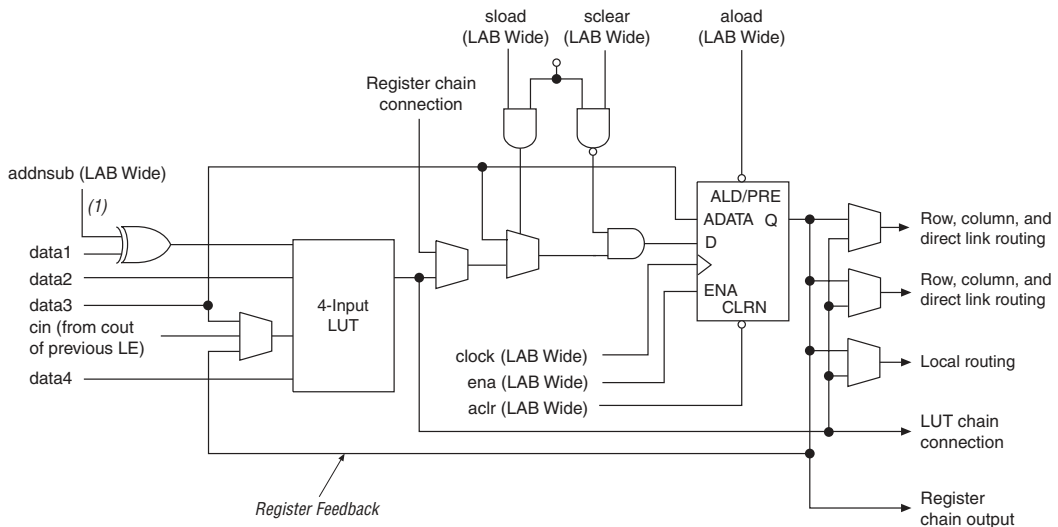 sload
(LAB Wide)
sclear
(LAB Wide)
aload
(LAB Wide)
Register chain
connection
addnsub (LAB Wide)
(1)
data1
data2
data3
cin (from cout
of previous LE)
data4
4-Input
LUT
ALD/PRE
ADATA Q
D
ENA
CLRN
clock (LAB Wide)
ena (LAB Wide)
aclr (LAB Wide)
Row, column, and
direct link routing
Row, column, and
direct link routing
Local routing
LUT chain
connection
Register
chain output
Register Feedback